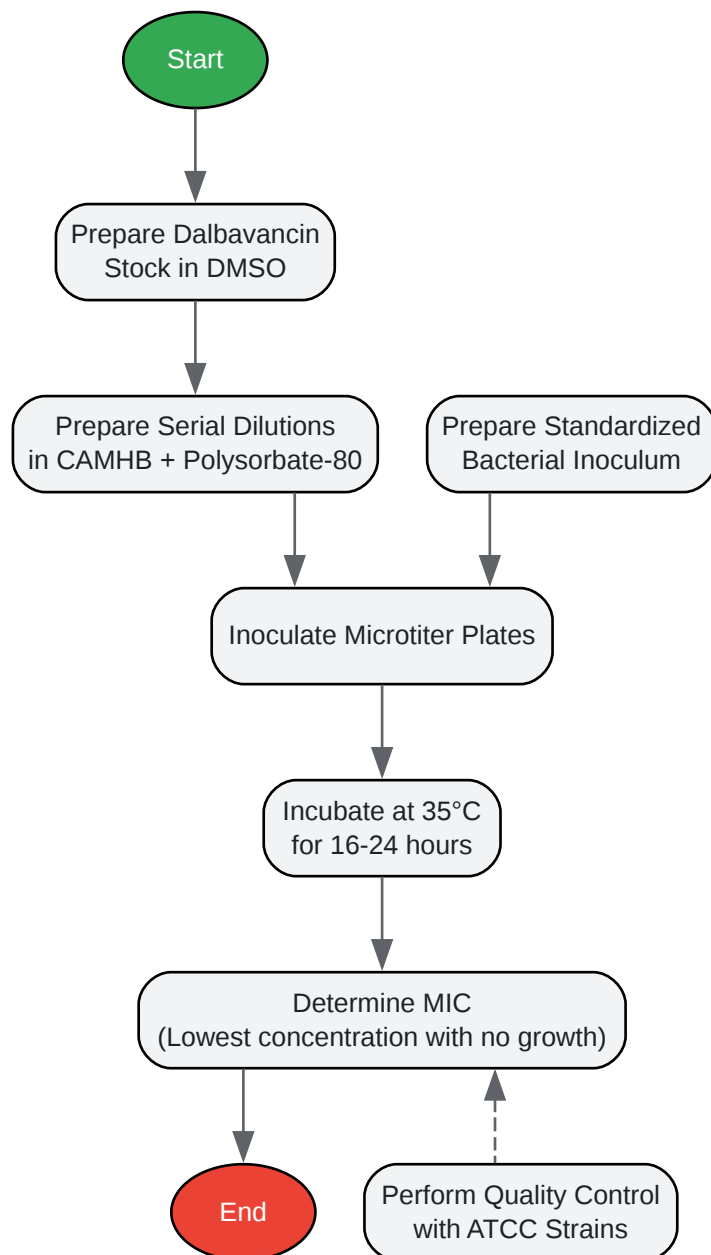 Start
Prepare Dalbavancin
Stock in DMSO
Prepare Serial Dilutions
in CAMHB + Polysorbate-80
Prepare Standardized
Bacterial Inoculum
Inoculate Microtiter Plates
Incubate at 35°C
for 16-24 hours
Determine MIC
(Lowest concentration with no growth)
End
Perform Quality Control
with ATCC Strains